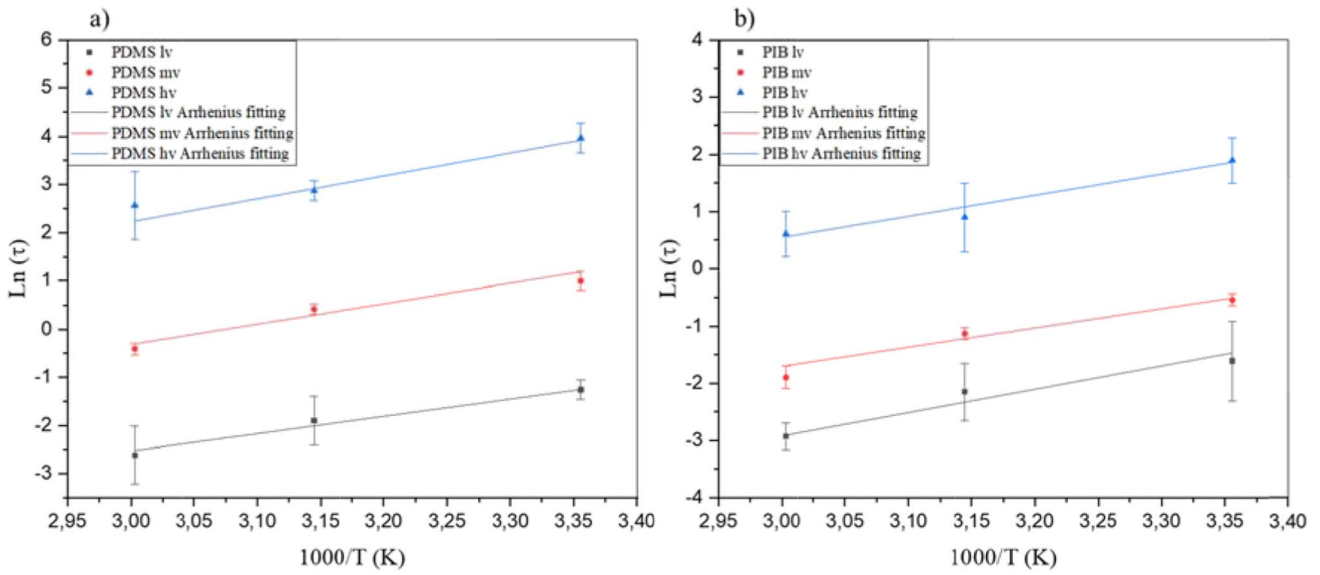 a)
PDMS lv
PDMS mv
PDMS hv
PDMS lv Arrhenius fitting
PDMS mv Arrhenius fitting
PDMS hv Arrhenius fitting
6
5
4
3
2
1
0
-1
-2
-3
Ln (τ)
2,95 3,00 3,05 3,10 3,15 3,20 3,25 3,30 3,35 3,40
1000/T (K)
b)
PIB lv
PIB mv
PIB hv
PIB lv Arrhenius fitting
PIB mv Arrhenius fitting
PIB hv Arrhenius fitting
4
3
2
1
0
-1
-2
-3
-4
Ln (τ)
2,95 3,00 3,05 3,10 3,15 3,20 3,25 3,30 3,35 3,40
1000/T (K)